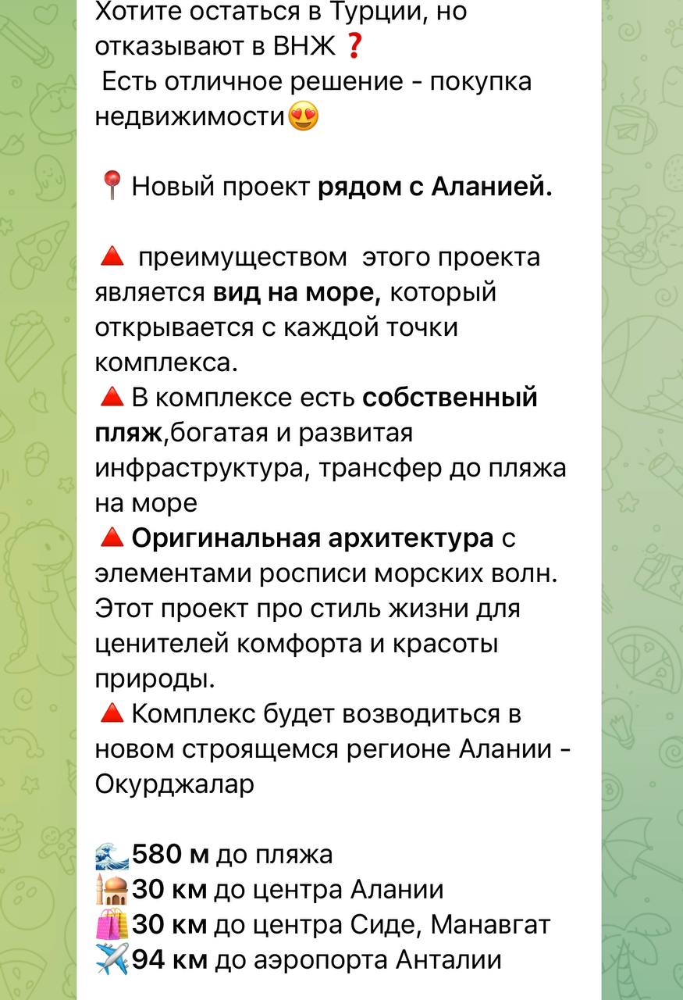 Хотите остаться в Турции, но
отказывают в ВНЖ ❓
Есть отличное решение - покупка
недвижимости😍
📍Новый проект рядом с Аланией.
🔺 преимуществом  этого проекта
является вид на море, который
открывается с каждой точки
комплекса.
🔺В комплексе есть собственный
пляж,богатая и развитая
инфраструктура, трансфер до пляжа
на море
🔺Оригинальная архитектура с
элементами росписи морских волн.
Этот проект про стиль жизни для
ценителей комфорта и красоты
природы.
🔺Комплекс будет возводиться в
новом строящемся регионе Алании -
Окурджалар
🌊580 м до пляжа
🕌30 км до центра Алании
🛍30 км до центра Сиде, Манавгат
✈️94 км до аэропорта Анталии